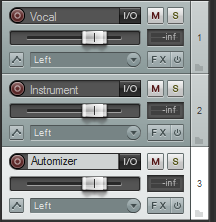 Vocal I/O M S
-inf 1
Left FX
Instrument I/O M S
-inf 2
Left FX
Automizer I/O M S
-inf 3
Left FX